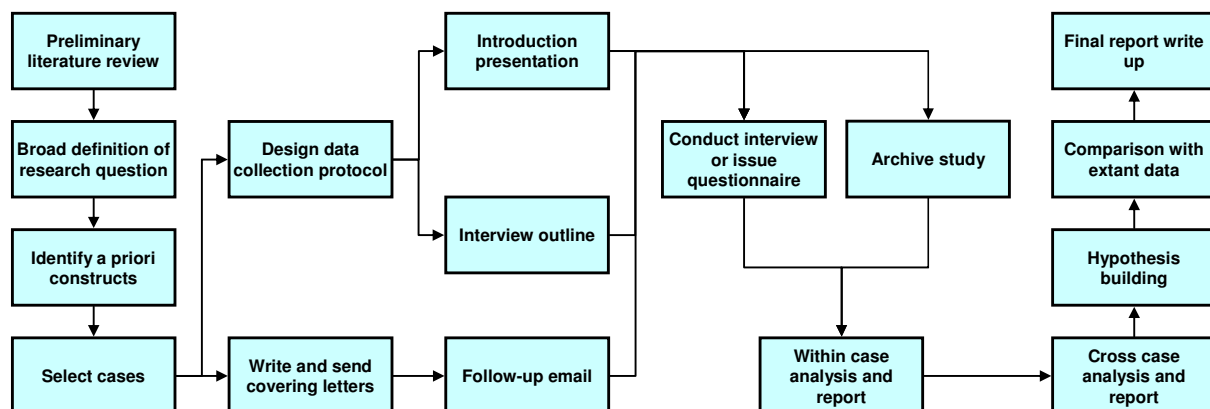 Preliminary
literature review
Broad definition of
research question
Identify a priori
constructs
Select cases
Design data
collection protocol
Write and send
covering letters
Introduction
presentation
Interview outline
Follow-up email
Conduct interview
or issue
questionnaire
Archive study
Within case
analysis and
report
Cross case
analysis and
report
Hypothesis
building
Comparison with
extant data
Final report write
up